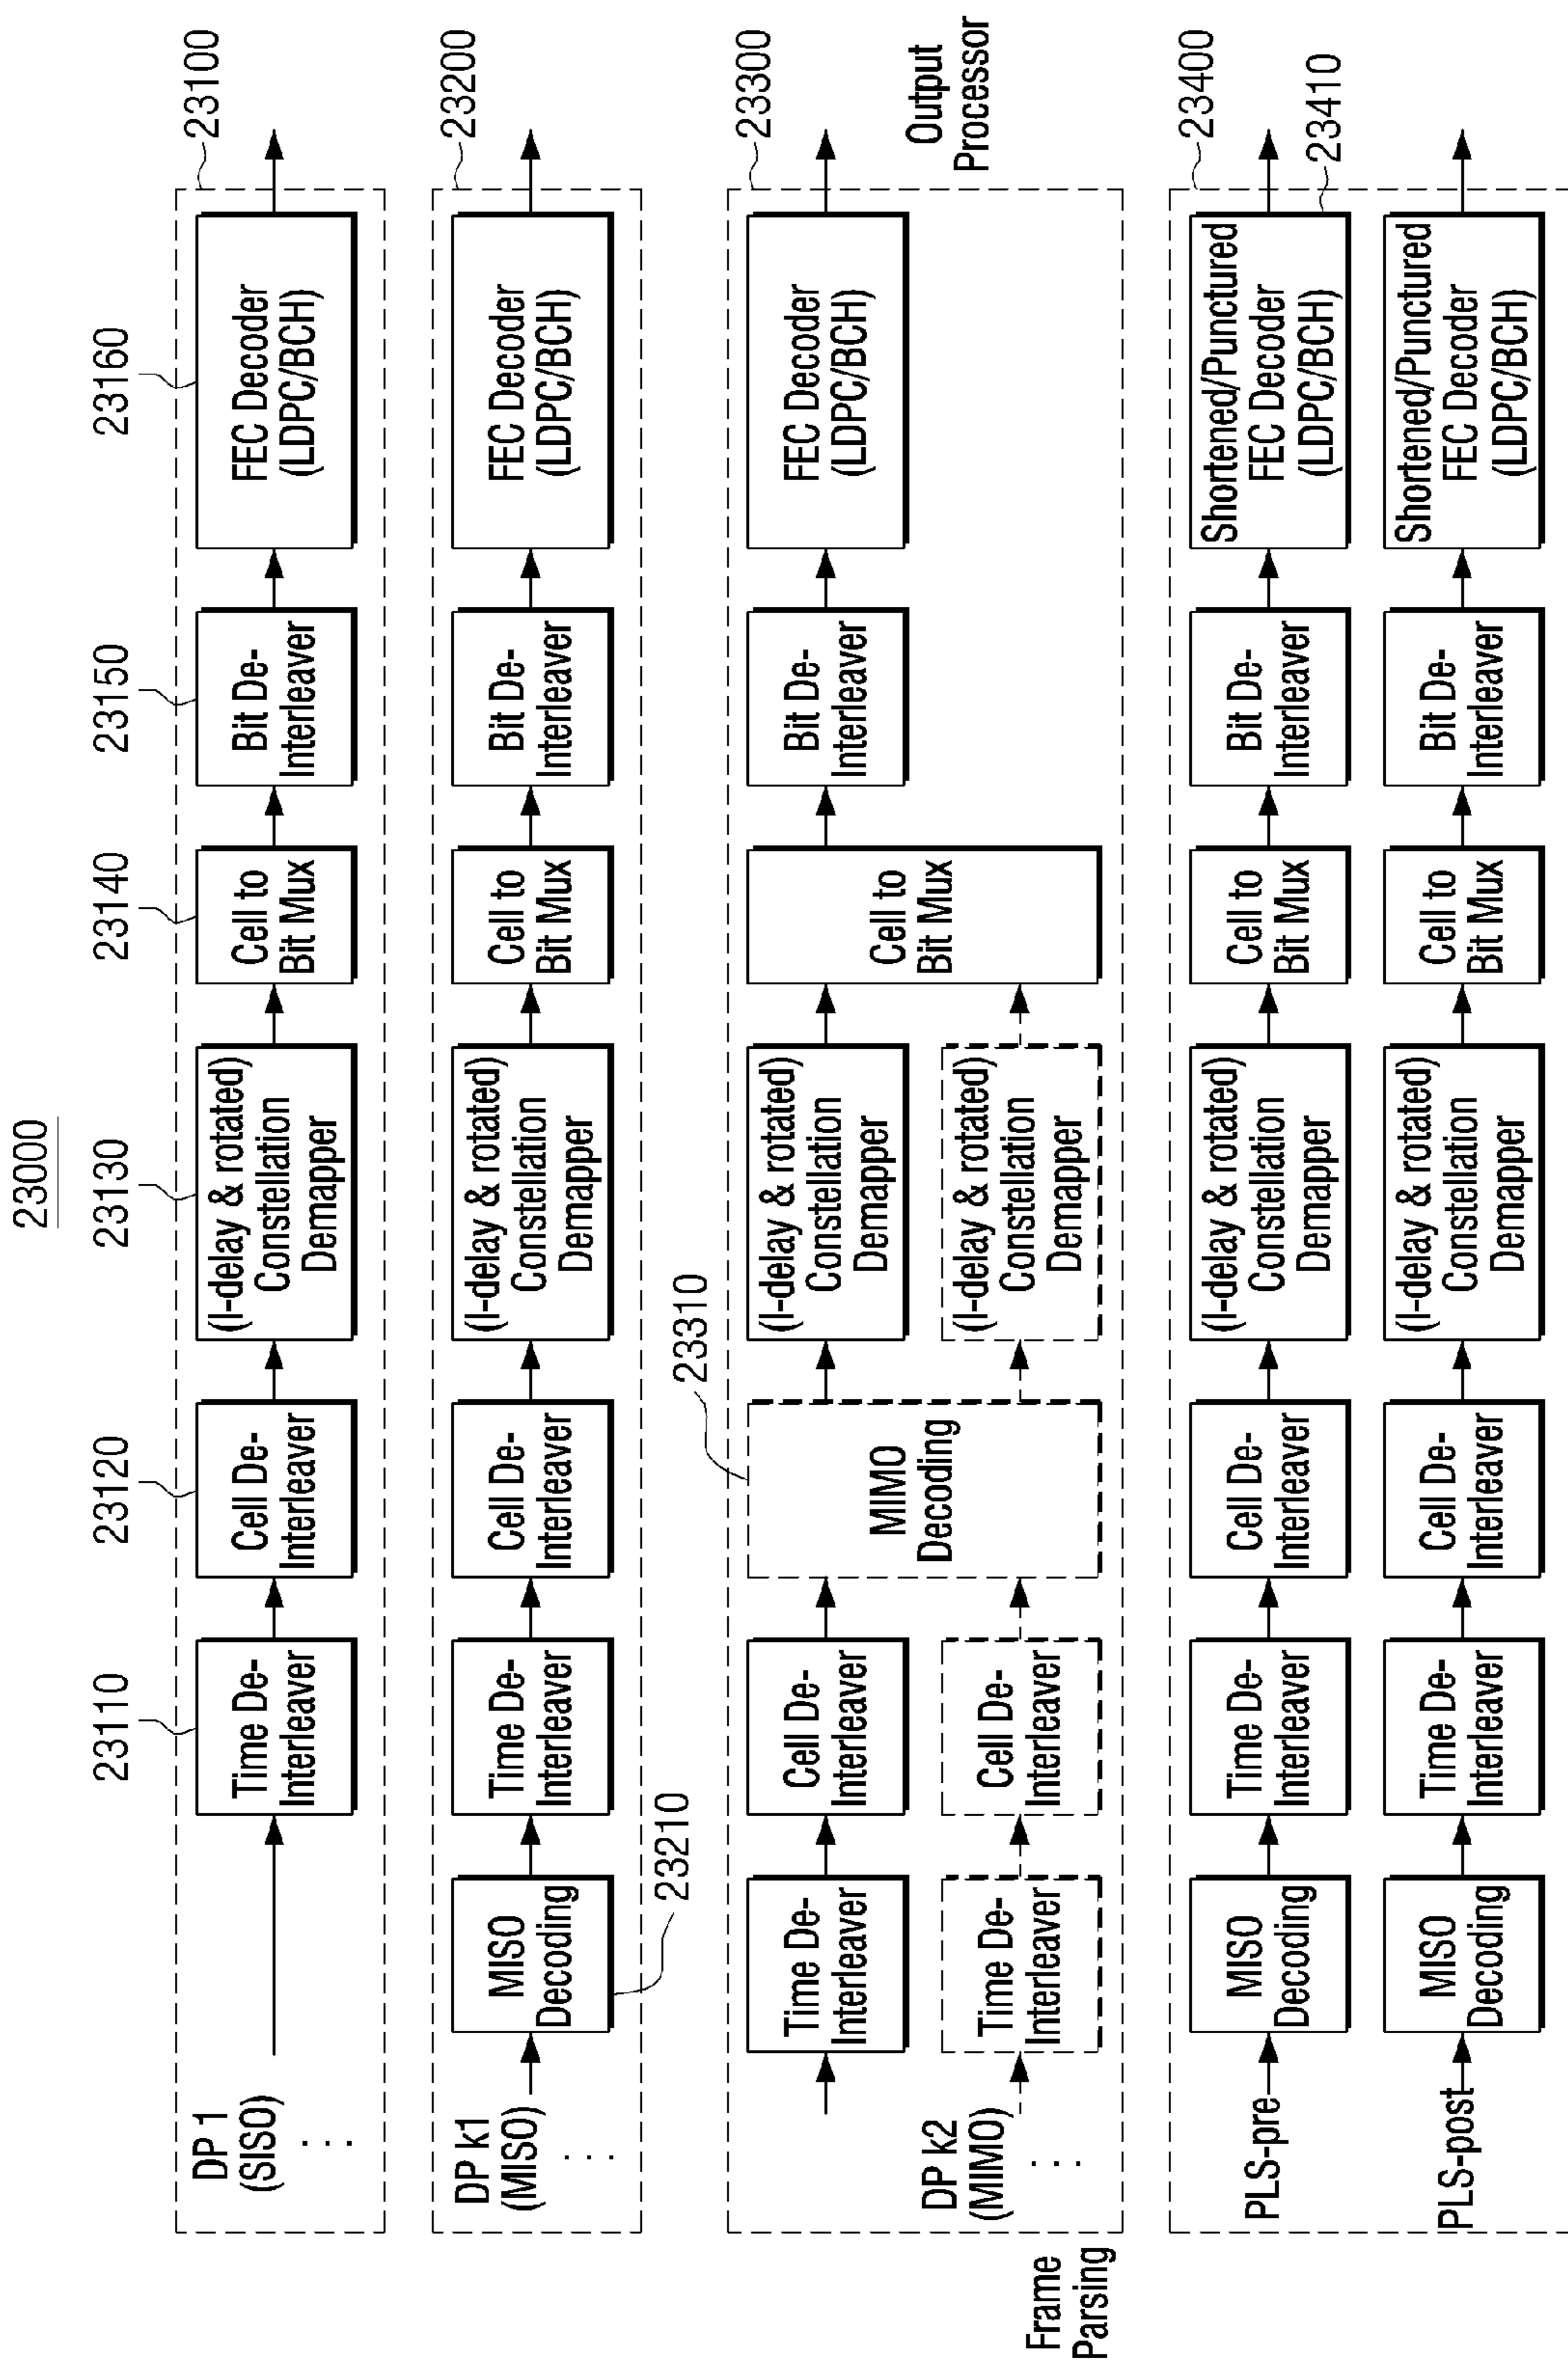 23000
23110
23120
23130
23140
23150
23160
23100
DP 1
(SISO)
. . .
Time De-
Interleaver
Cell De-
Interleaver
(I-delay & rotated)
Constellation
Demapper
Cell to
Bit Mux
Bit De-
Interleaver
FEC Decoder
(LDPC/BCH)
23200
DP k1
(MISO)
. . .
MISO
Decoding
23210
Time De-
Interleaver
Cell De-
Interleaver
(I-delay & rotated)
Constellation
Demapper
Cell to
Bit Mux
Bit De-
Interleaver
FEC Decoder
(LDPC/BCH)
23310
23300
Frame
Parsing
DP k2
(MIMO)
. . .
Time De-
Interleaver
Cell De-
Interleaver
Time De-
Interleaver
Cell De-
Interleaver
MIMO
Decoding
(I-delay & rotated)
Constellation
Demapper
(I-delay & rotated)
Constellation
Demapper
Cell to
Bit Mux
Bit De-
Interleaver
FEC Decoder
(LDPC/BCH)
Output
Processor
23400
PLS-pre
MISO
Decoding
Time De-
Interleaver
Cell De-
Interleaver
(I-delay & rotated)
Constellation
Demapper
Cell to
Bit Mux
Bit De-
Interleaver
Shortened/Punctured
FEC Decoder
(LDPC/BCH)
23410
PLS-post
MISO
Decoding
Time De-
Interleaver
Cell De-
Interleaver
(I-delay & rotated)
Constellation
Demapper
Cell to
Bit Mux
Bit De-
Interleaver
Shortened/Punctured
FEC Decoder
(LDPC/BCH)